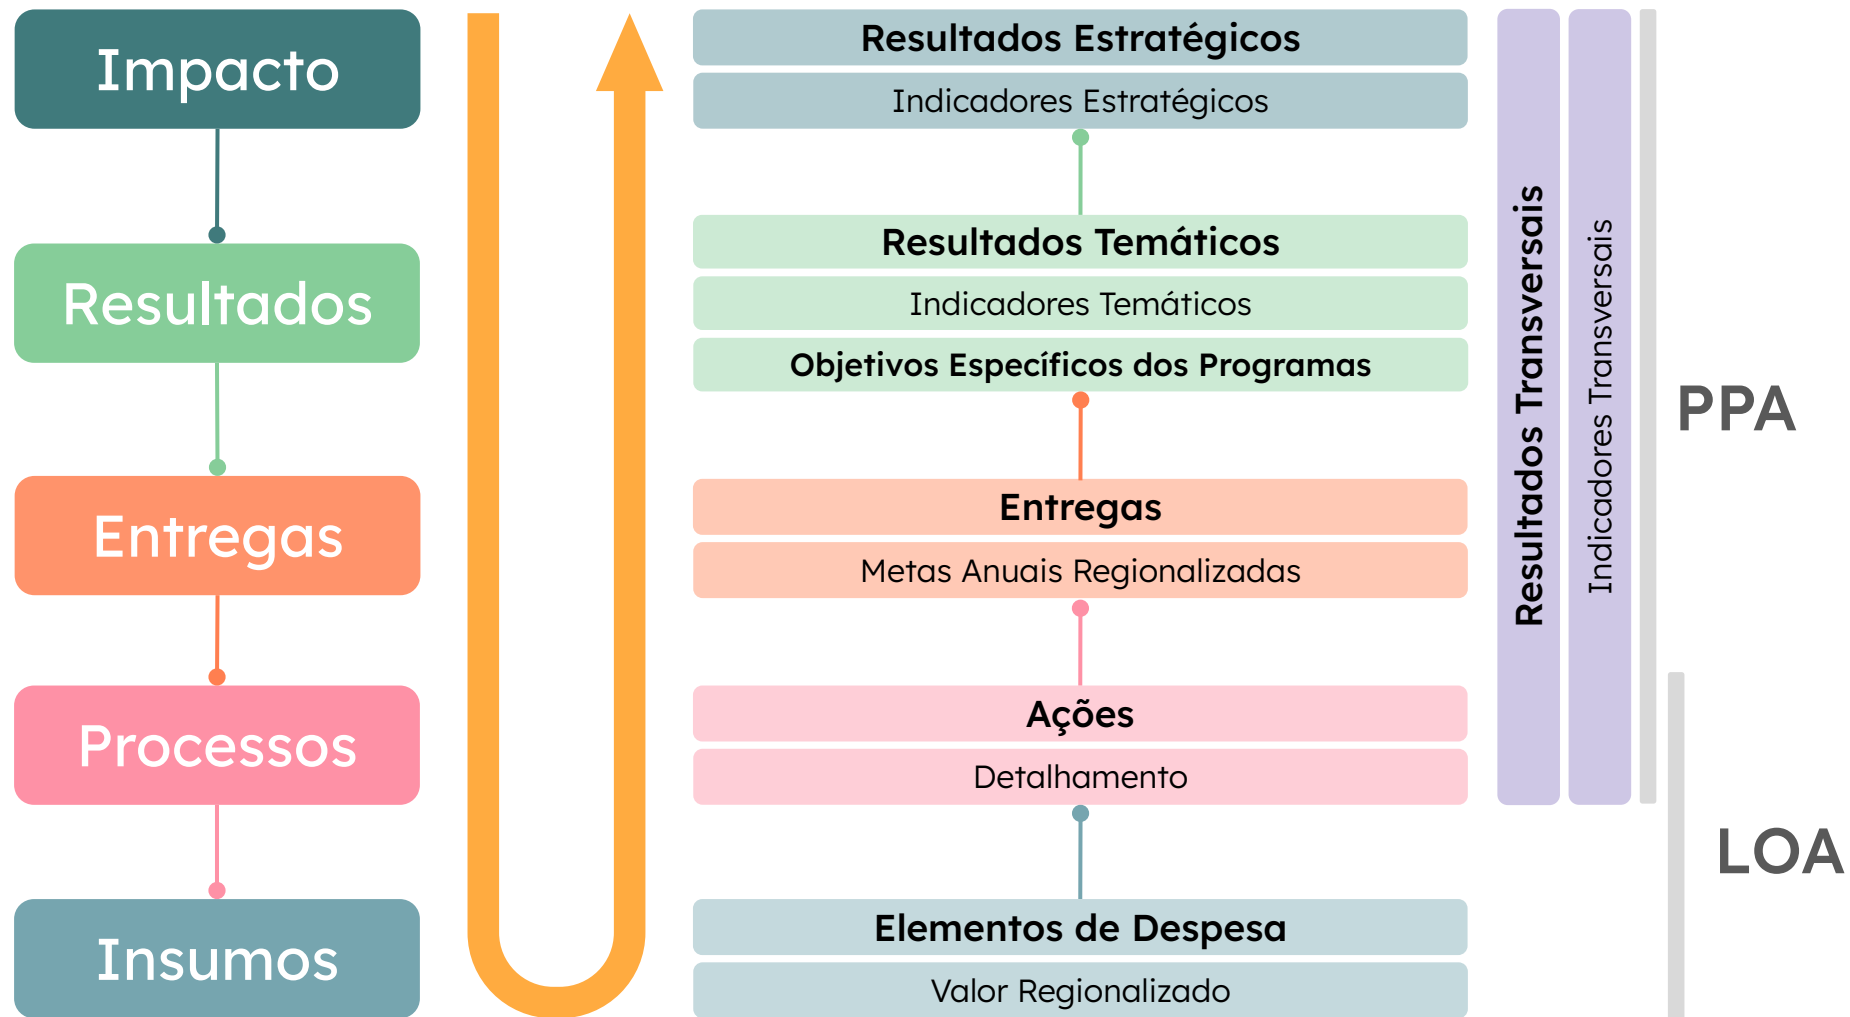 Impacto
Resultados
Entregas
Processos
Insumos
Resultados Estratégicos
Indicadores Estratégicos
Resultados Temáticos
Indicadores Temáticos
Objetivos Específicos dos Programas
Entregas
Metas Anuais Regionalizadas
Ações
Detalhamento
Elementos de Despesa
Valor Regionalizado
Resultados Transversais
Indicadores Transversais
PPA
LOA